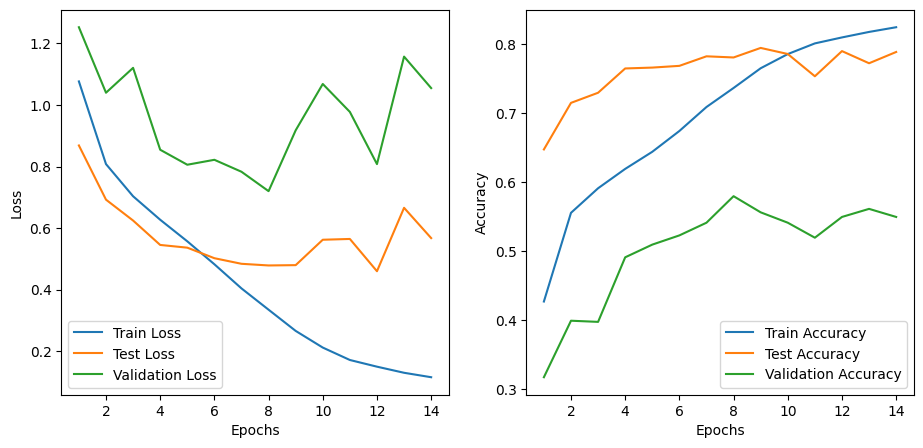 1.2
1.0
0.8
0.6
0.4
0.2
Loss
Train Loss
Test Loss
Validation Loss
2 4 6 8 10 12 14
Epochs
0.8
0.7
0.6
0.5
0.4
0.3
Accuracy
Train Accuracy
Test Accuracy
Validation Accuracy
2 4 6 8 10 12 14
Epochs